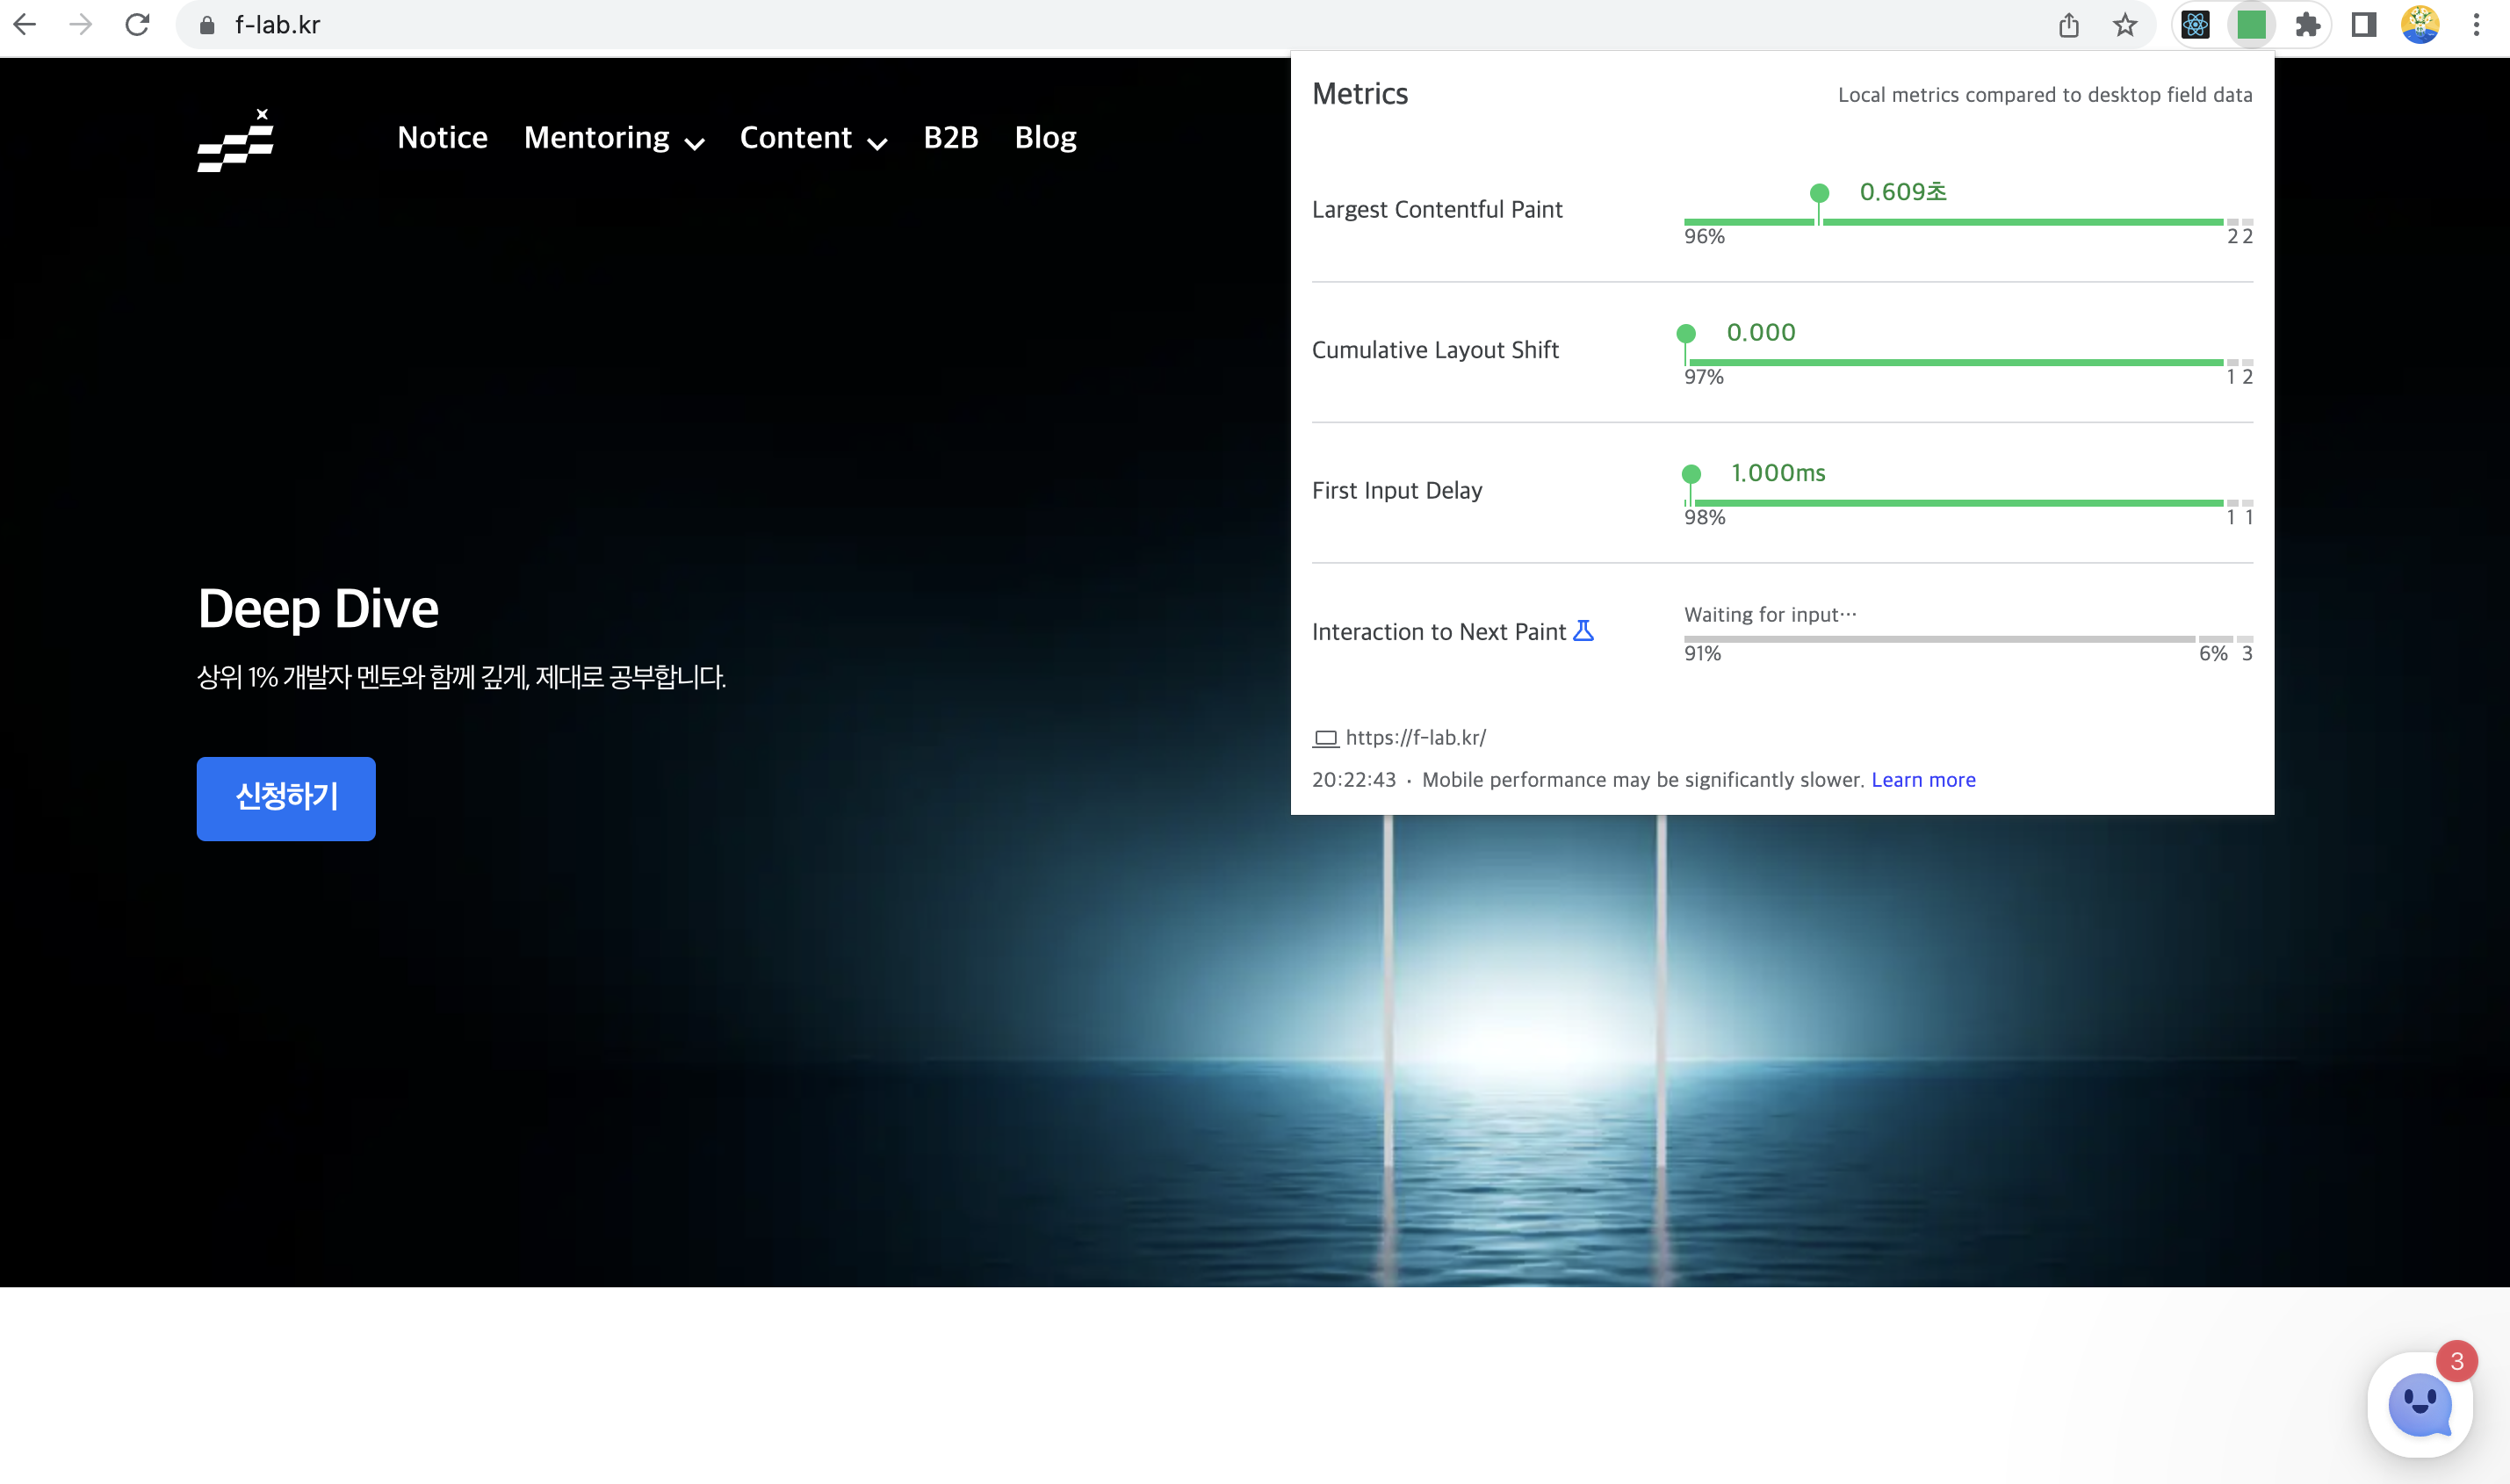 f-lab.kr
Notice Mentoring Content B2B Blog
Deep Dive
상위 1% 개발자 멘토와 함께 깊게, 제대로 공부합니다.
신청하기
Metrics
Local metrics compared to desktop field data
Largest Contentful Paint
0.609초
96% 2 2
Cumulative Layout Shift
0.000
97% 1 2
First Input Delay
1.000ms
98% 1 1
Interaction to Next Paint
Waiting for input…
91% 6% 3
https://f-lab.kr/
20:22:43 · Mobile performance may be significantly slower. Learn more
3